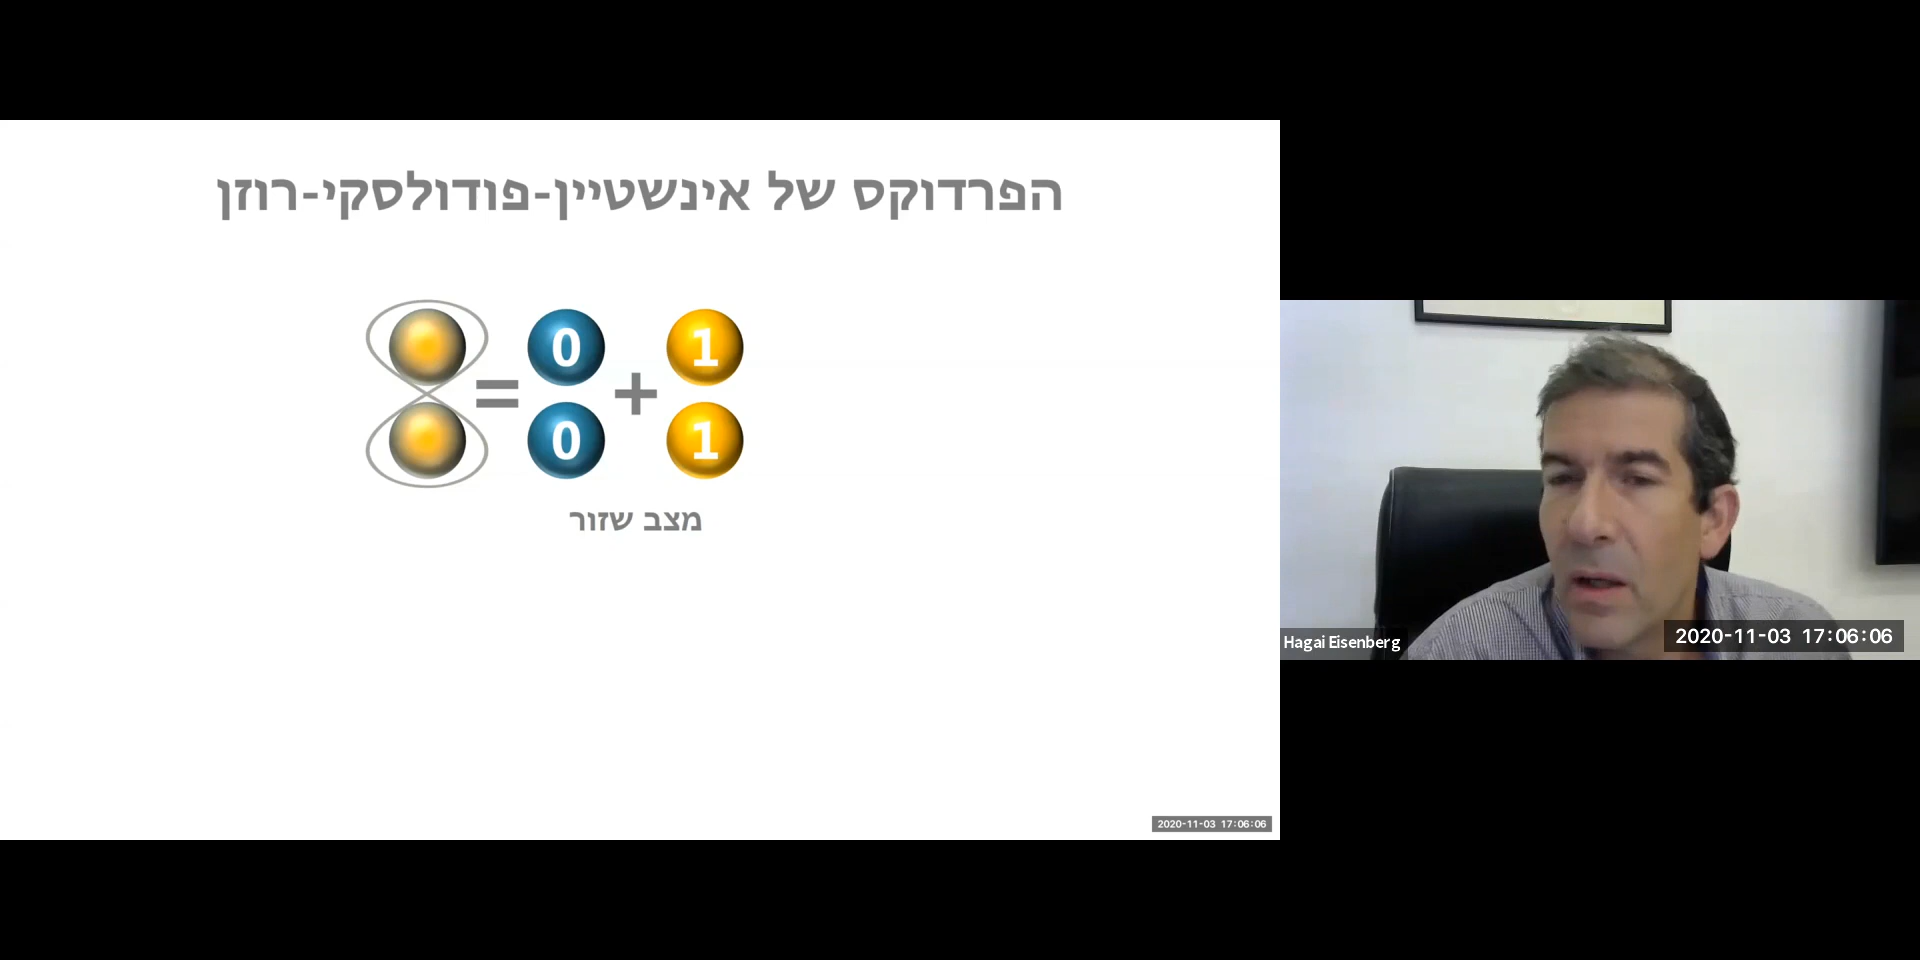 הפרדוקס של אינשטיין-פודולסקי-רוזן
= 0 + 1
0 1
מצב שזור
2020-11-03 17:06:06
Hagai Eisenberg
2020-11-03 17:06:06